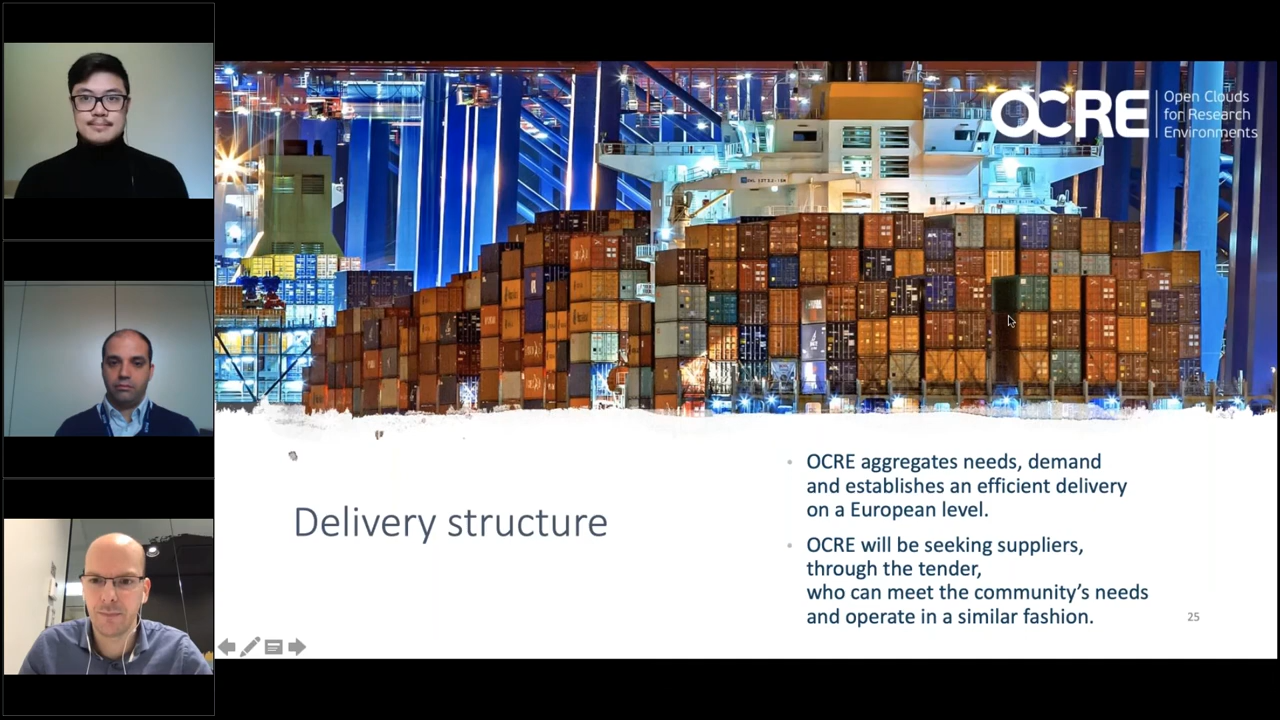 OCRE
Open Clouds
for Research
Environments
Delivery structure
• OCRE aggregates needs, demand
and establishes an efficient delivery
on a European level.
• OCRE will be seeking suppliers,
through the tender,
who can meet the community’s needs
and operate in a similar fashion.
25